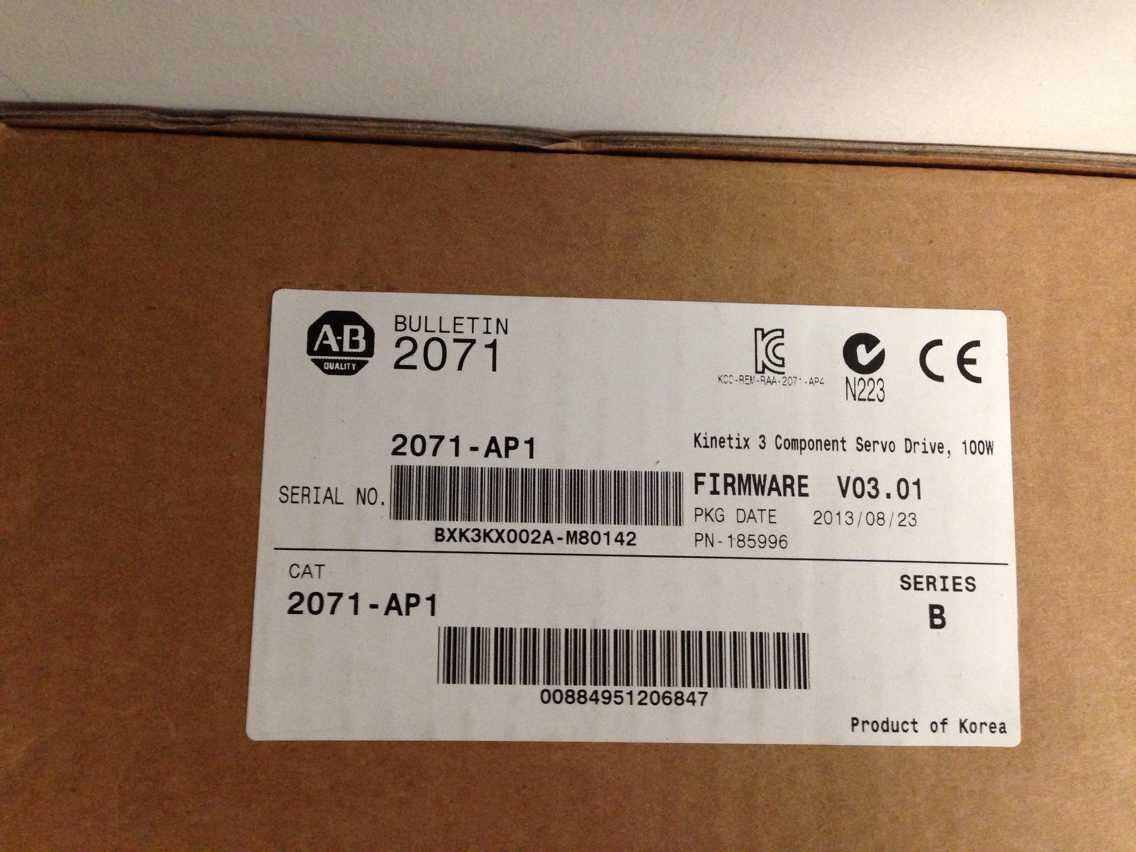 A-B
QUALITY
BULLETIN
2071
KCC-REM-RAA-2071-AP4
N223
CE
2071-AP1
Kinetix 3 Component Servo Drive, 100W
SERIAL NO.
BXK3KX002A-M80142
FIRMWARE V03.01
PKG DATE 2013/08/23
PN-185996
CAT
2071-AP1
SERIES
B
00884951206847
Product of Korea